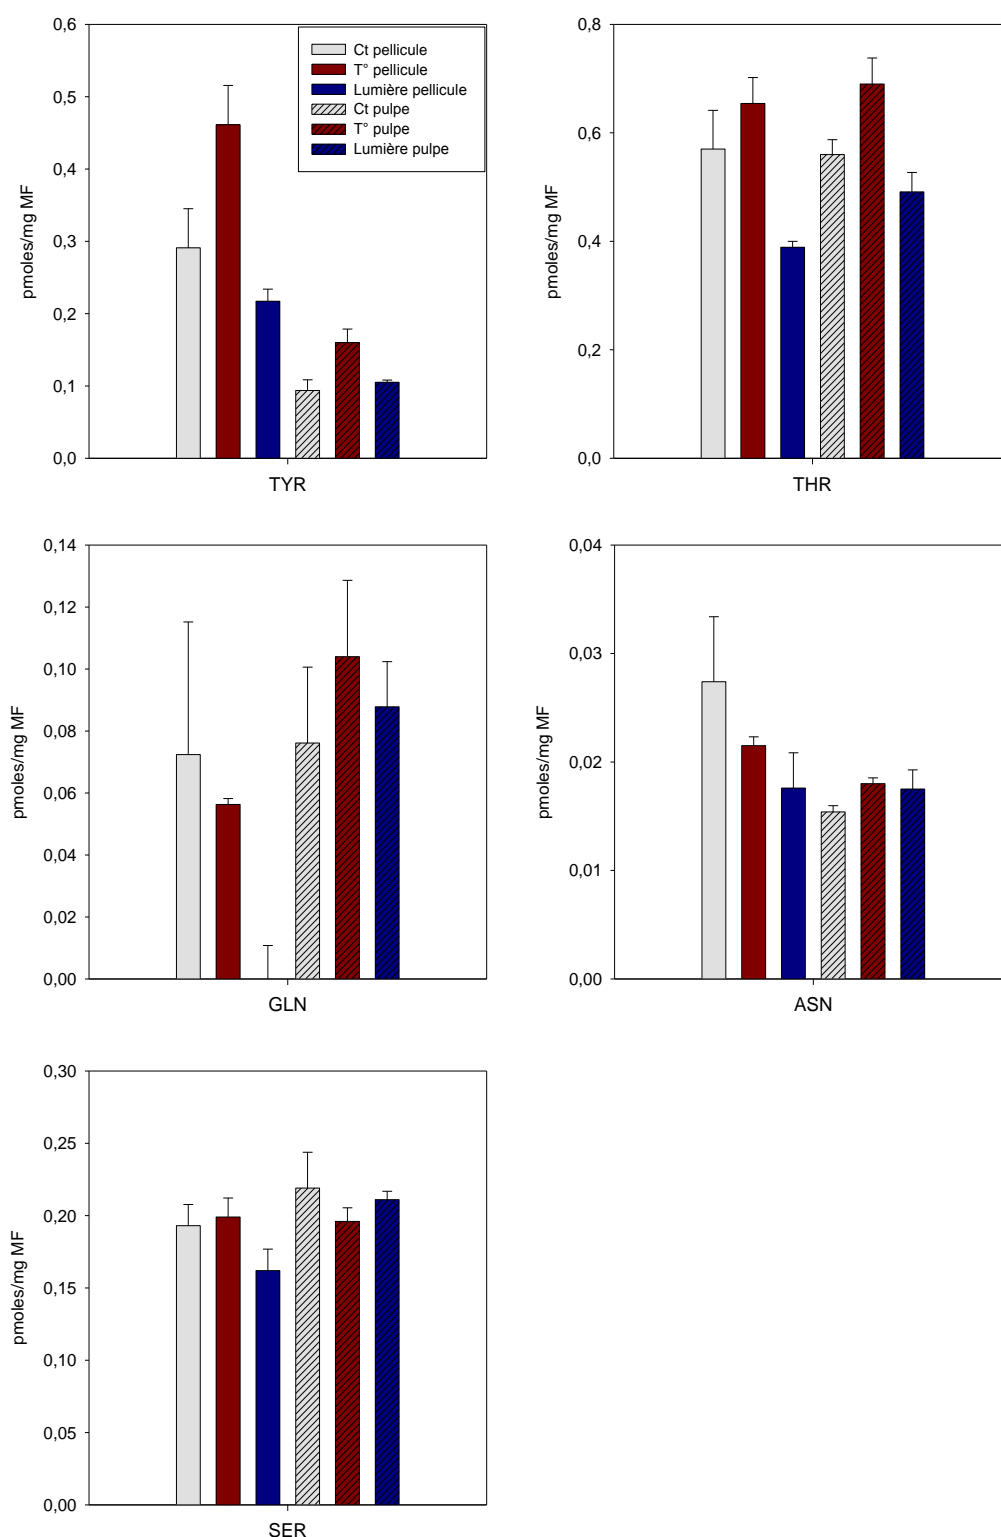 0,6
0,5
0,4
0,3
0,2
0,1
0,0
pmoles/mg MF
TYR
Ct pellicule
T° pellicule
Lumière pellicule
Ct pulpe
T° pulpe
Lumière pulpe
0,8
0,6
0,4
0,2
0,0
pmoles/mg MF
THR
0,14
0,12
0,10
0,08
0,06
0,04
0,02
0,00
pmoles/mg MF
GLN
0,04
0,03
0,02
0,01
0,00
pmoles/mg MF
ASN
0,30
0,25
0,20
0,15
0,10
0,05
0,00
pmoles/mg MF
SER